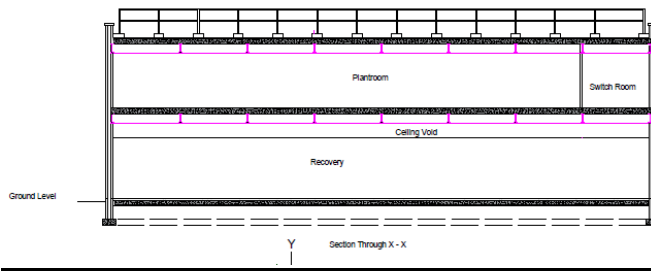 Plantroom
Switch Room
Ceiling Void
Recovery
Ground Level
Y
Section Through X - X